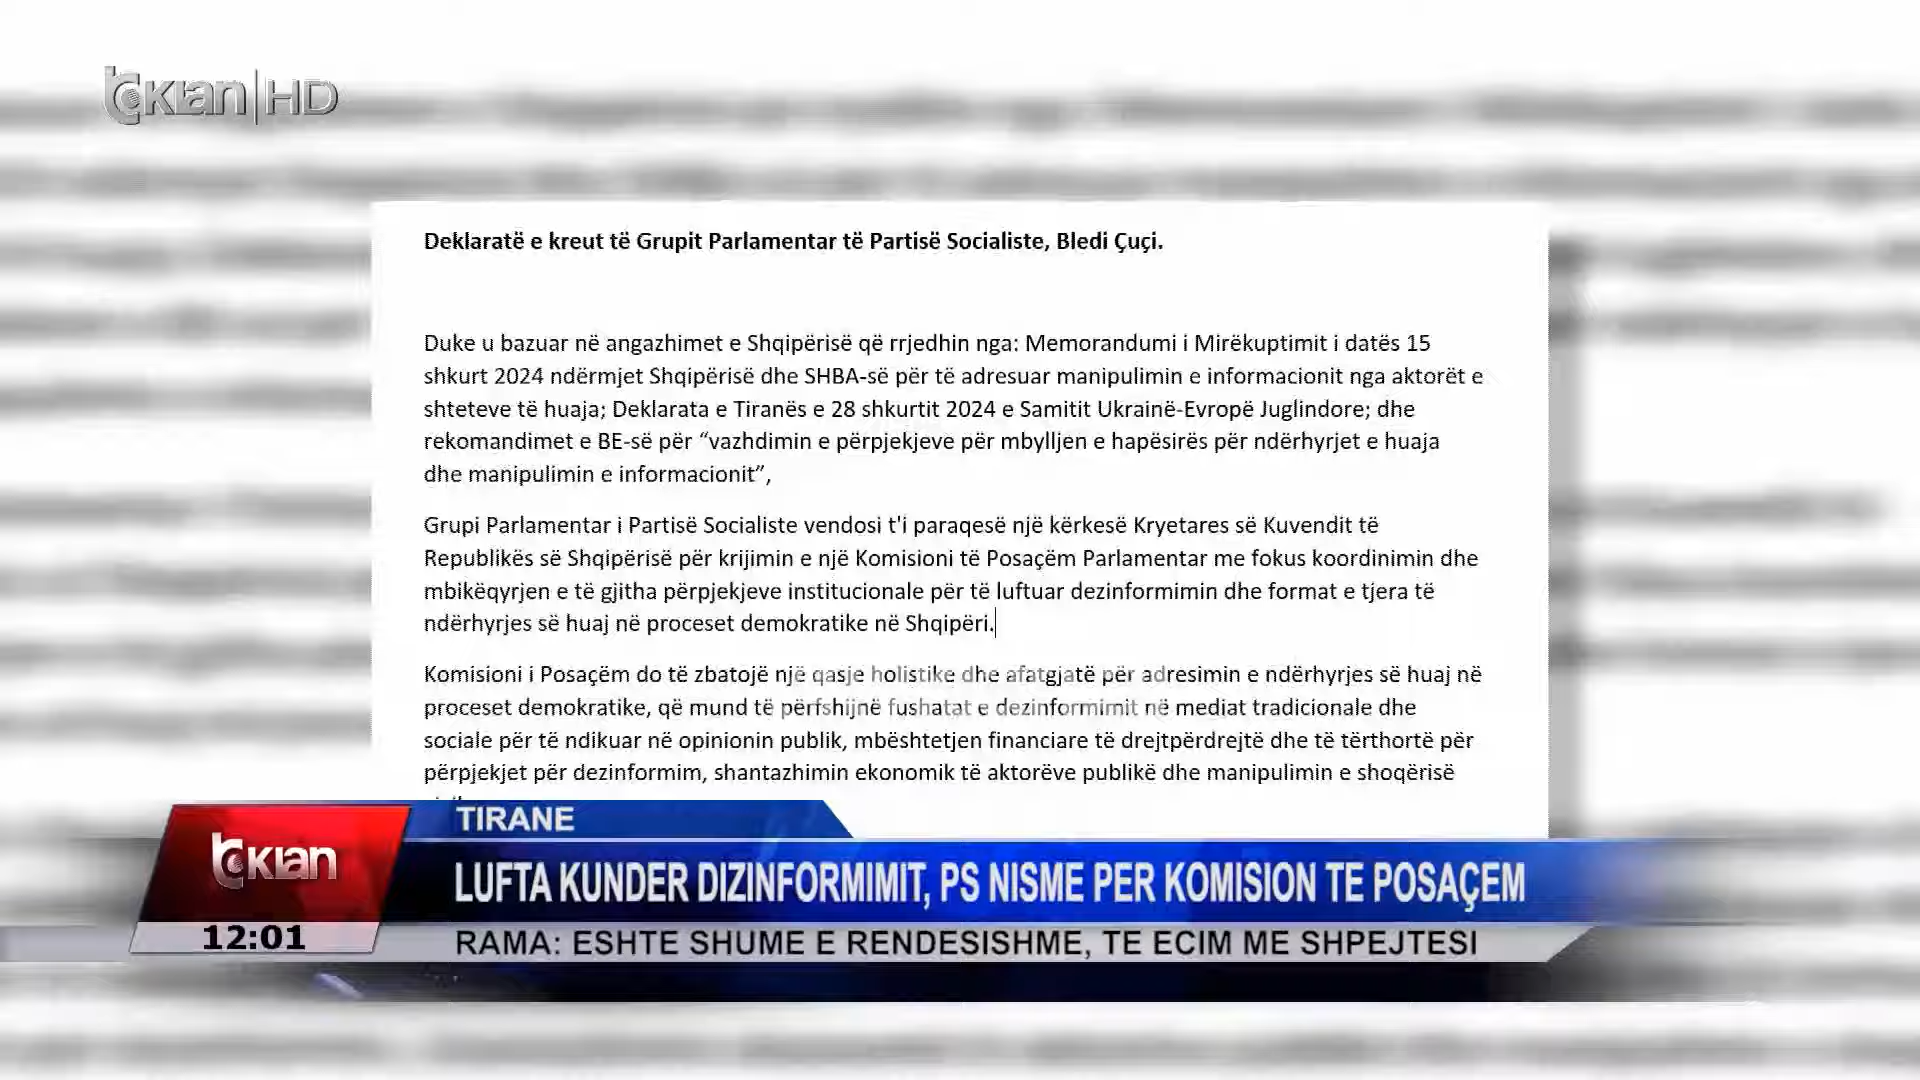 tv klan HD
Deklaratë e kreut të Grupit Parlamentar të Partisë Socialiste, Bledi Çuçi.
Duke u bazuar në angazhimet e Shqipërisë që rrjedhin nga: Memorandumi i Mirëkuptimit i datës 15
shkurt 2024 ndërmjet Shqipërisë dhe SHBA-së për të adresuar manipulimin e informacionit nga aktorët e
shteteve të huaja; Deklarata e Tiranës e 28 shkurtit 2024 e Samitit Ukrainë-Evropë Juglindore; dhe
rekomandimet e BE-së për “vazhdimin e përpjekjeve për mbylljen e hapësirës për ndërhyrjet e huaja
dhe manipulimin e informacionit”,
Grupi Parlamentar i Partisë Socialiste vendosi t'i paraqesë një kërkesë Kryetares së Kuvendit të
Republikës së Shqipërisë për krijimin e një Komisioni të Posaçëm Parlamentar me fokus koordinimin dhe
mbikëqyrjen e të gjitha përpjekjeve institucionale për të luftuar dezinformimin dhe format e tjera të
ndërhyrjes së huaj në proceset demokratike në Shqipëri.
Komisioni i Posaçëm do të zbatojë një qasje holistike dhe afatgjatë për adresimin e ndërhyrjes së huaj në
proceset demokratike, që mund të përfshijnë fushatat e dezinformimit në mediat tradicionale dhe
sociale për të ndikuar në opinionin publik, mbështetjen financiare të drejtpërdrejtë dhe të tërthortë për
përpjekjet për dezinformim, shantazhimin ekonomik të aktorëve publikë dhe manipulimin e shoqërisë
TIRANE
tv klan
LUFTA KUNDER DIZINFORMIMIT, PS NISME PER KOMISION TE POSAÇEM
12:01
RAMA: ESHTE SHUME E RENDESISHME, TE ECIM ME SHPEJTESI